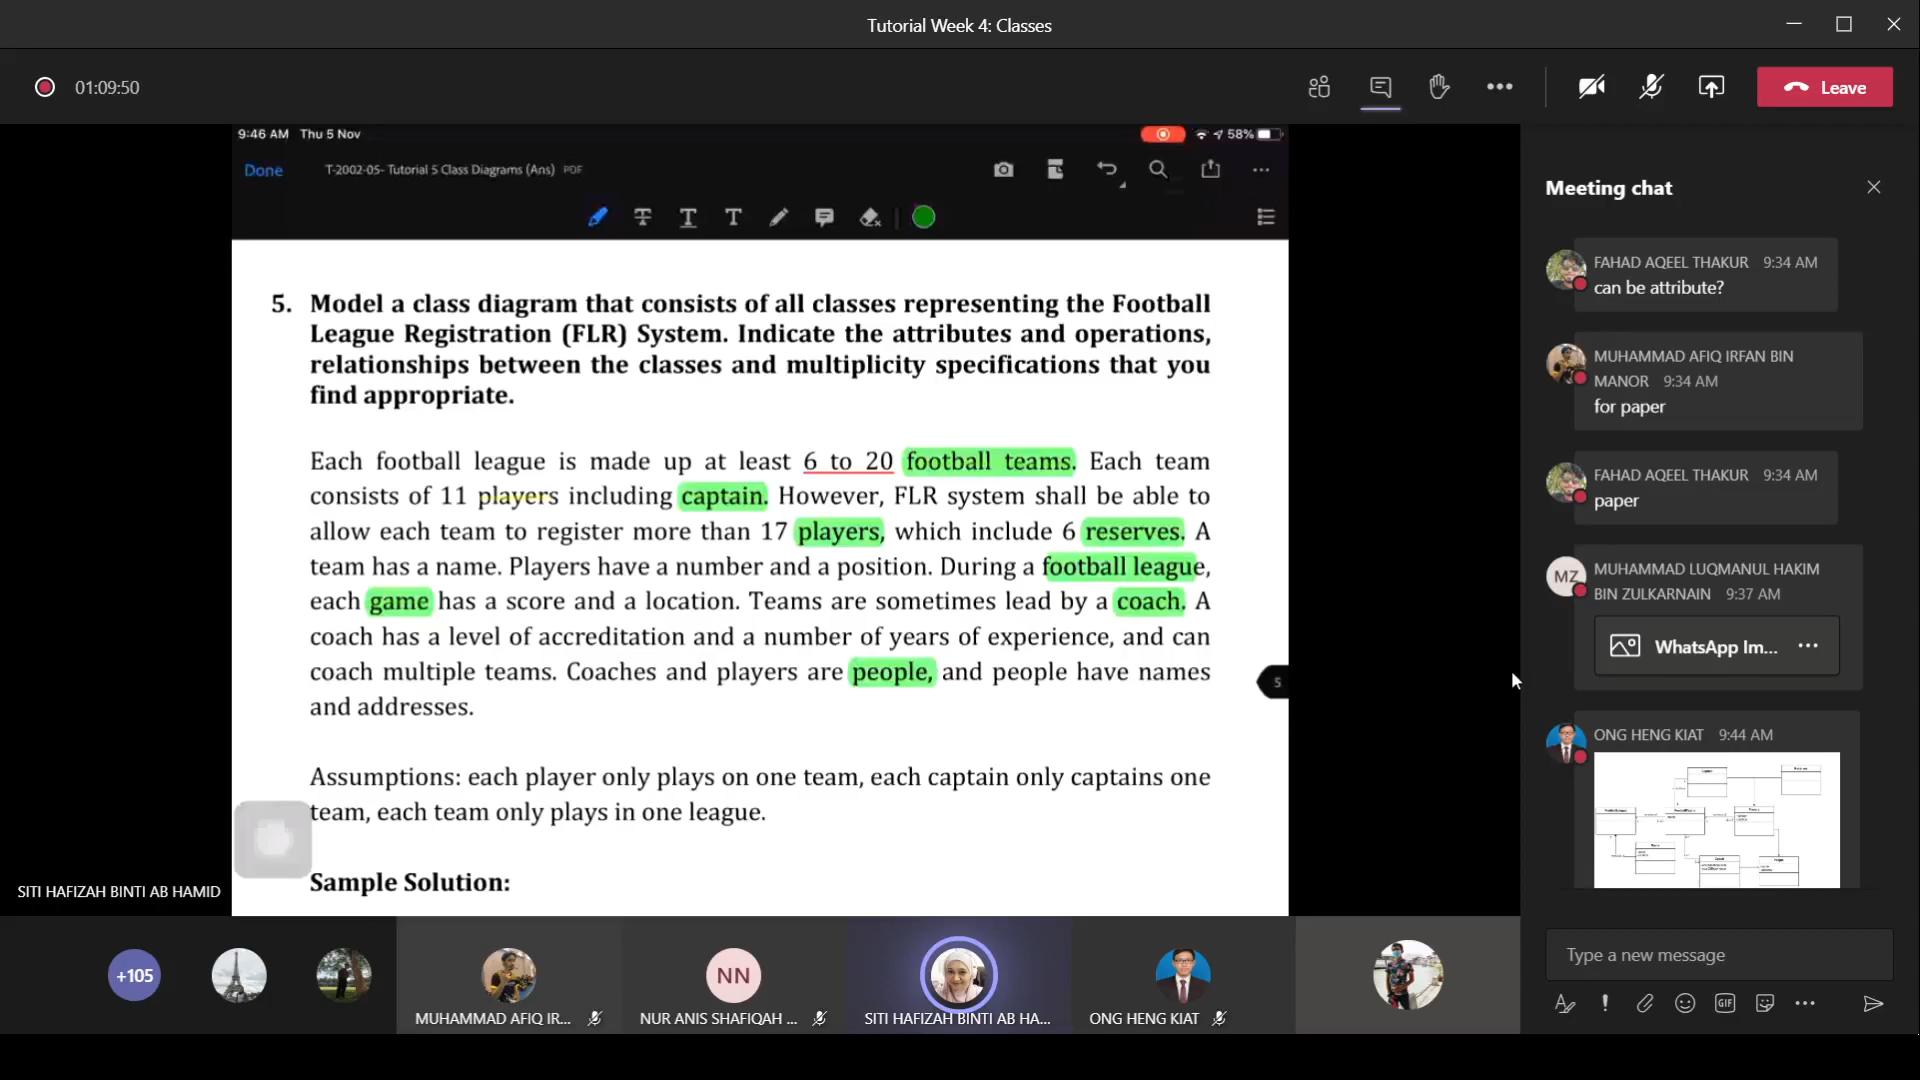 Tutorial Week 4: Classes
01:09:50
Leave
9:46 AM Thu 5 Nov
58%
Done
T-2002-05- Tutorial 5 Class Diagrams (Ans) PDF
5. Model a class diagram that consists of all classes representing the Football
League Registration (FLR) System. Indicate the attributes and operations,
relationships between the classes and multiplicity specifications that you
find appropriate.
Each football league is made up at least 6 to 20 football teams. Each team
consists of 11 players including captain. However, FLR system shall be able to
allow each team to register more than 17 players, which include 6 reserves. A
team has a name. Players have a number and a position. During a football league,
each game has a score and a location. Teams are sometimes lead by a coach. A
coach has a level of accreditation and a number of years of experience, and can
coach multiple teams. Coaches and players are people, and people have names
and addresses.
Assumptions: each player only plays on one team, each captain only captains one
team, each team only plays in one league.
Sample Solution:
5
SITI HAFIZAH BINTI AB HAMID
Meeting chat
FAHAD AQEEL THAKUR 9:34 AM
can be attribute?
MUHAMMAD AFIQ IRFAN BIN
MANOR 9:34 AM
for paper
FAHAD AQEEL THAKUR 9:34 AM
paper
MZ
MUHAMMAD LUQMANUL HAKIM
BIN ZULKARNAIN 9:37 AM
WhatsApp Im...
ONG HENG KIAT 9:44 AM
Type a new message
GIF
+105
MUHAMMAD AFIQ IR...
NN
NUR ANIS SHAFIQAH ...
SITI HAFIZAH BINTI AB HA...
ONG HENG KIAT